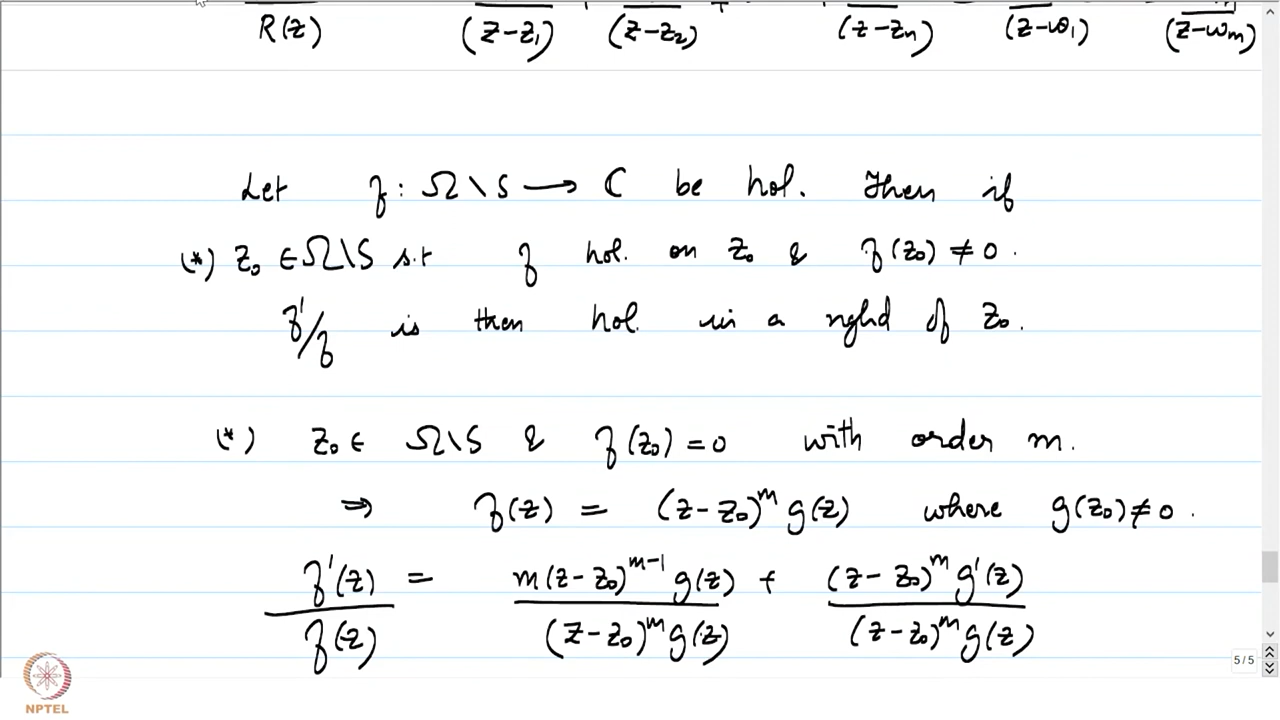 R(z) (z-z₁) (z-z₂) (z-zₙ) (z-ω₁) (z-ωₘ)
Let f: Ω\S ⟶ ℂ be hol. Then if
(*) z₀ ∈ Ω\S s.t f hol. on z₀ & f(z₀) ≠ 0.
f'/f is then hol. in a nghd of z₀.
(*) z₀ ∈ Ω\S & f(z₀) = 0 with order m.
⇒ f(z) = (z-z₀)ᵐ g(z) where g(z₀) ≠ 0.
f'(z) = m(z-z₀)ᵐ⁻¹ g(z) + (z-z₀)ᵐ g'(z)
f(z) (z-z₀)ᵐ g(z) (z-z₀)ᵐ g(z)
5/5
NPTEL